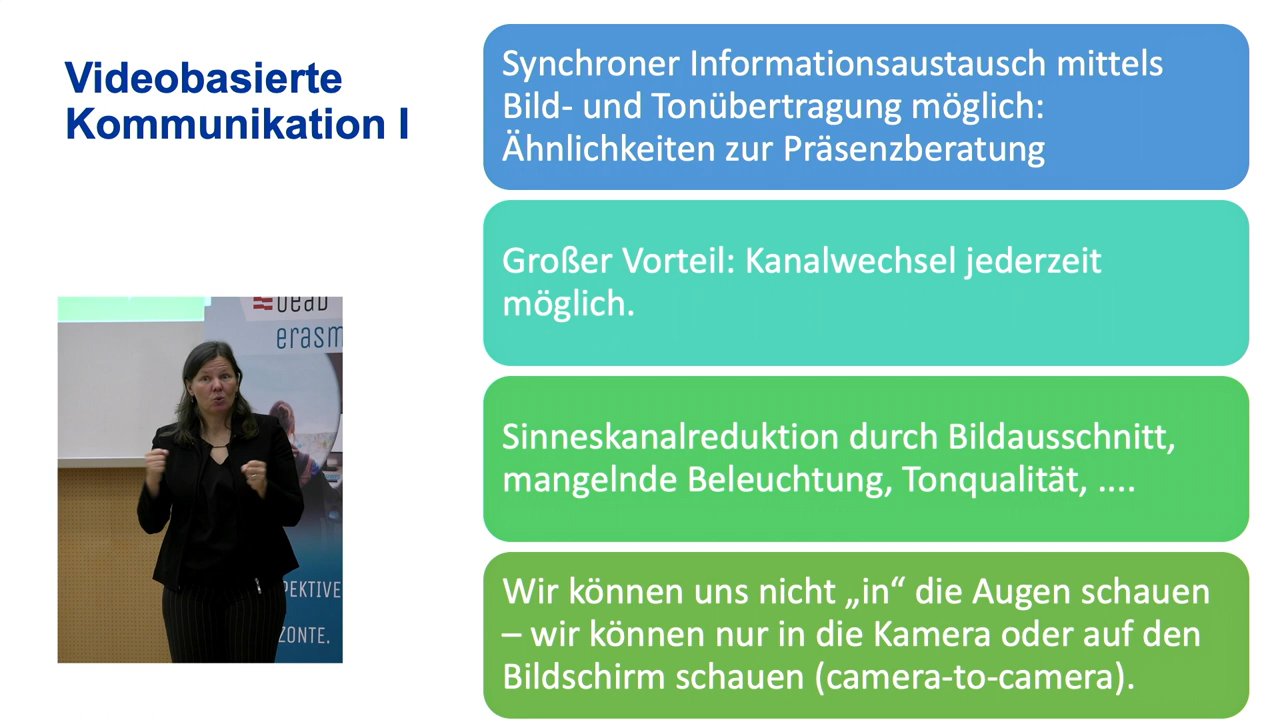 Videobasierte
Kommunikation I
Synchroner Informationsaustausch mittels
Bild- und Tonübertragung möglich:
Ähnlichkeiten zur Präsenzberatung
Großer Vorteil: Kanalwechsel jederzeit
möglich.
Sinneskanalreduktion durch Bildausschnitt,
mangelnde Beleuchtung, Tonqualität, ....
Wir können uns nicht „in“ die Augen schauen
– wir können nur in die Kamera oder auf den
Bildschirm schauen (camera-to-camera).
oead
erasm
PEKTIVE
ZONTE.